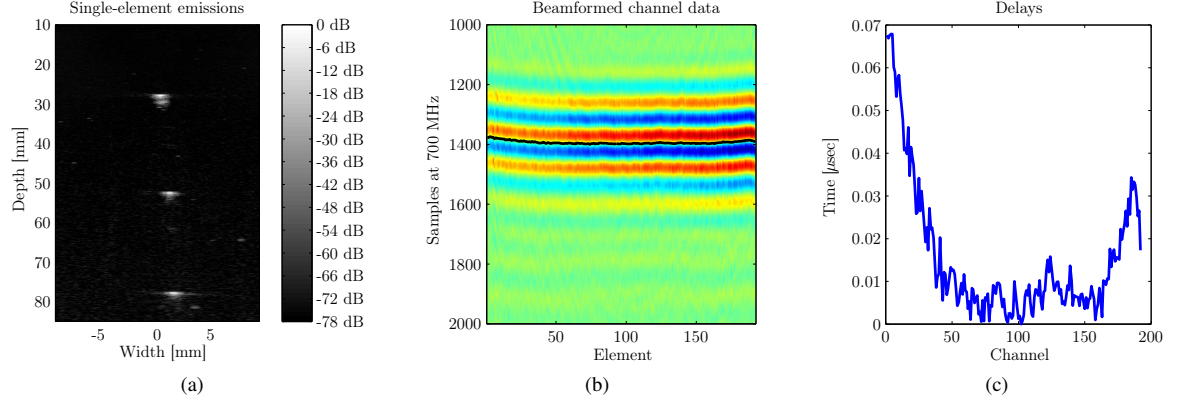 Single-element emissions
10
20
30
40
50
60
70
80
Depth [mm]
-5 0 5
Width [mm]
0 dB
-6 dB
-12 dB
-18 dB
-24 dB
-30 dB
-36 dB
-42 dB
-48 dB
-54 dB
-60 dB
-66 dB
-72 dB
-78 dB
(a)
Beamformed channel data
1000
1200
1400
1600
1800
2000
Samples at 700 MHz
50 100 150
Element
(b)
Delays
0.07
0.06
0.05
0.04
0.03
0.02
0.01
0
Time [μsec]
0 50 100 150 200
Channel
(c)